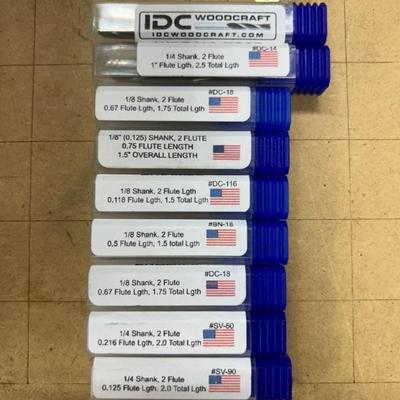 IDC WOODCRAFT
IDCWOODCRAFT.COM
#DC-14
1/4 Shank, 2 Flute
1" Flute Lgth, 2.5 Total Lgth
#DC-18
1/8 Shank, 2 Flute
0.67 Flute Lgth, 1.75 Total Lgth
1/8" (0.125) SHANK, 2 FLUTE
0.75 FLUTE LENGTH
1.5" OVERALL LENGTH
#DC-116
1/8 Shank, 2 Flute Lgth
0.118 Flute Lgth, 1.5 Total Lgth
#BN-18
1/8 Shank, 2 Flute
0.5 Flute Lgth, 1.5 total Lgth
#DC-18
1/8 Shank, 2 Flute
0.67 Flute Lgth, 1.75 Total Lgth
#SV-60
1/4 Shank, 2 Flute
0.216 Flute Lgth, 2.0 Total Lgth
#SV-90
1/4 Shank, 2 Flute
0.125 Flute Lgth, 2.0 Total Lgth